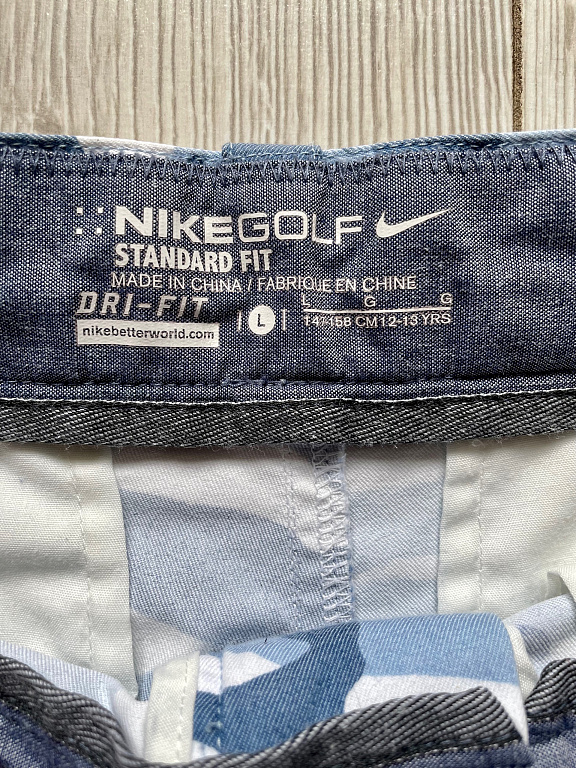 NIKEGOLF
STANDARD FIT
MADE IN CHINA / FABRIQUE EN CHINE
DRI-FIT
nikebetterworld.com
L
L G G
147-158 CM 12-13 YRS